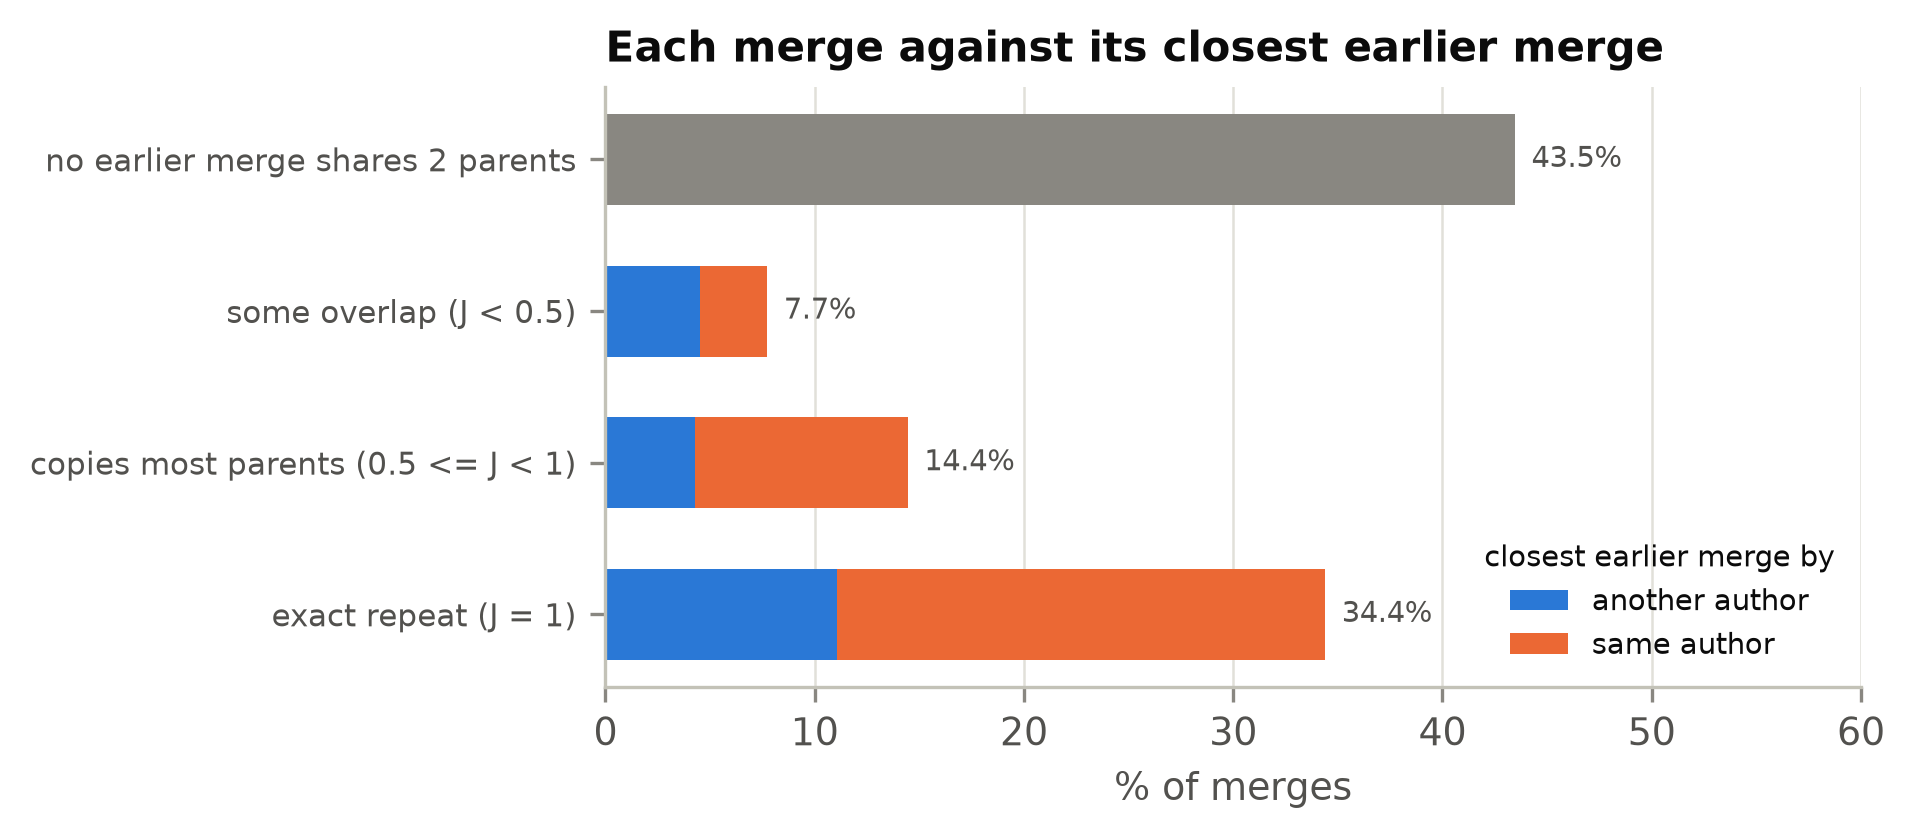 Each merge against its closest earlier merge
no earlier merge shares 2 parents
43.5%
some overlap (J < 0.5)
7.7%
copies most parents (0.5 <= J < 1)
14.4%
exact repeat (J = 1)
34.4%
closest earlier merge by
another author
same author
0 10 20 30 40 50 60
% of merges